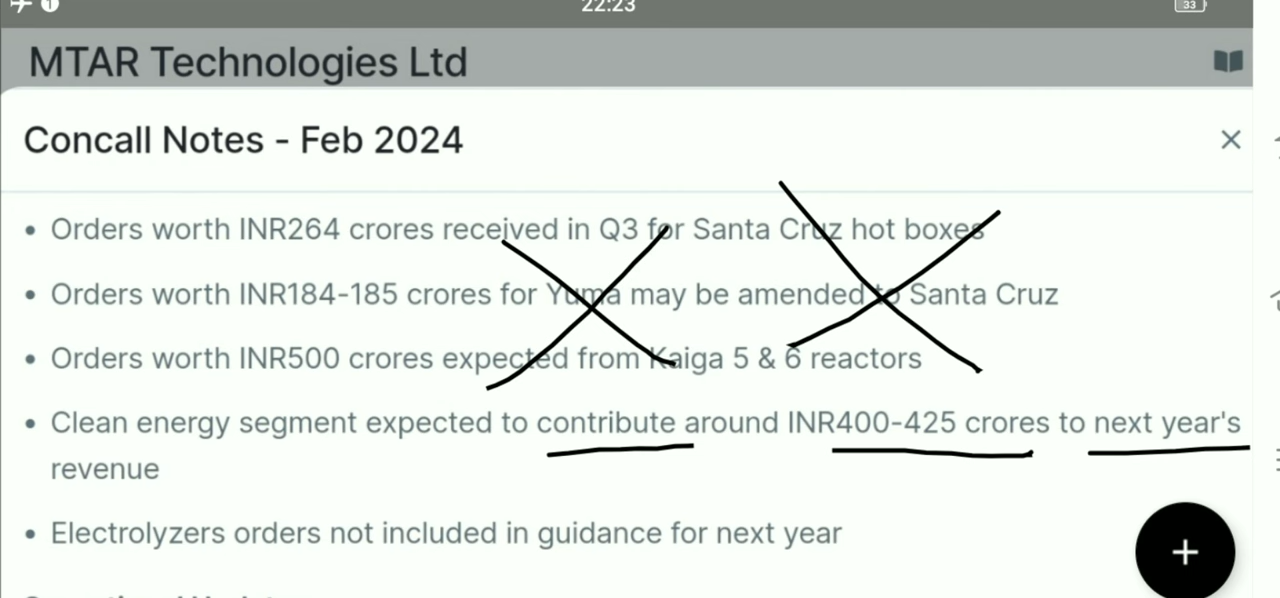 22:23
33
MTAR Technologies Ltd
Concall Notes - Feb 2024
• Orders worth INR264 crores received in Q3 for Santa Cruz hot boxes
• Orders worth INR184-185 crores for Yuma may be amended to Santa Cruz
• Orders worth INR500 crores expected from Kaiga 5 & 6 reactors
• Clean energy segment expected to contribute around INR400-425 crores to next year's
revenue
• Electrolyzers orders not included in guidance for next year